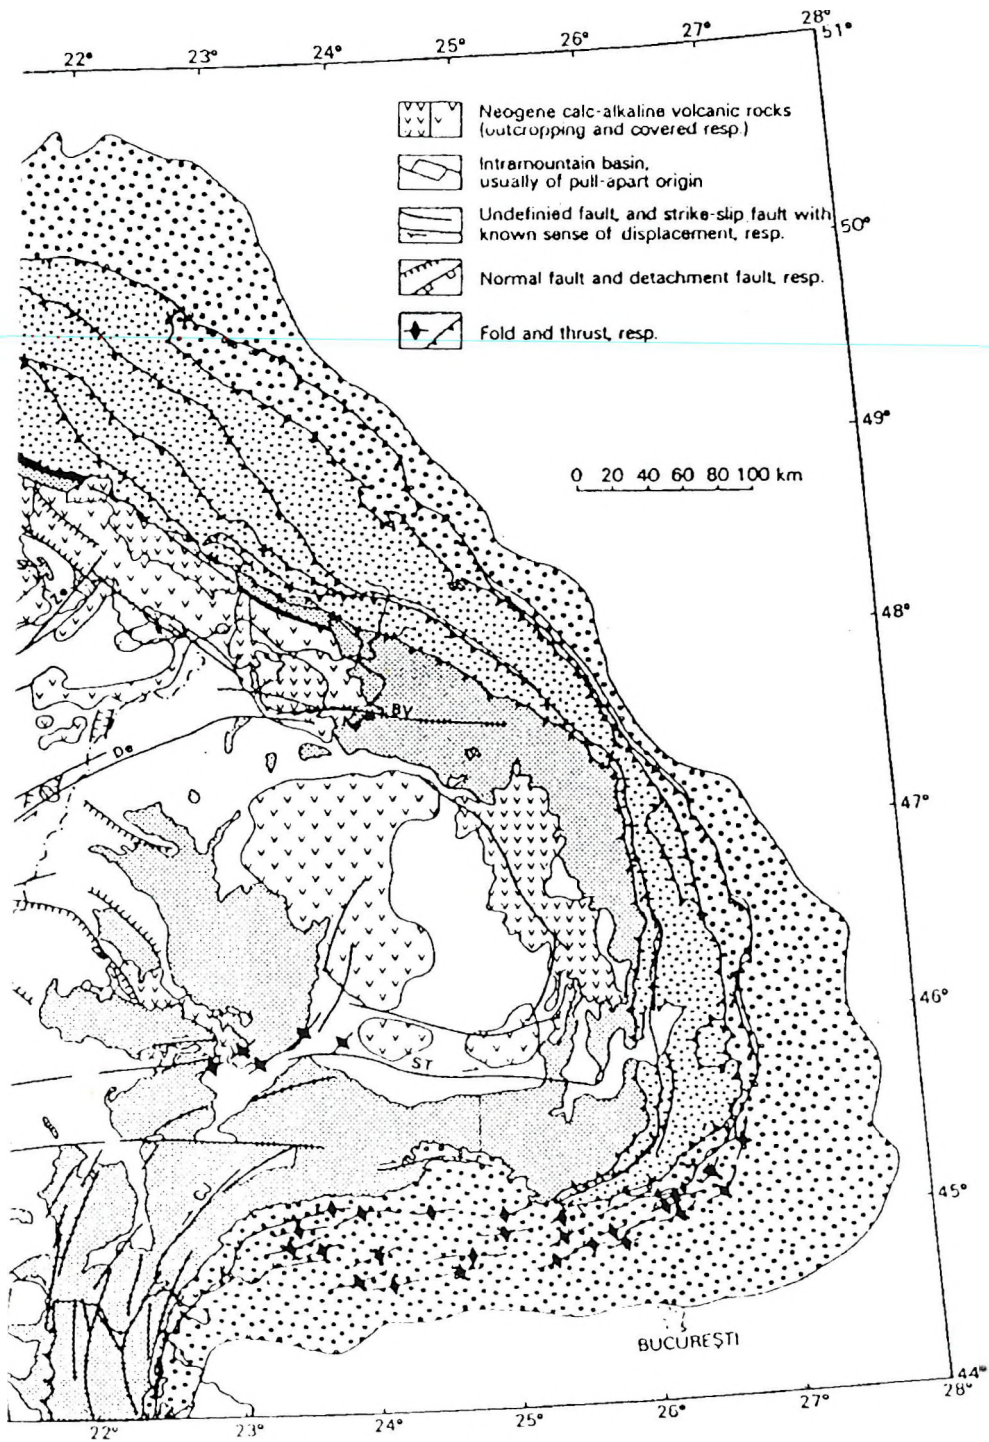 22° 23° 24° 25° 26° 27° 28°
51°
Neogene calc-alkaline volcanic rocks
(outcropping and covered resp.)
Intramountain basin,
usually of pull-apart origin
Undefinied fault, and strike-slip fault with
known sense of displacement, resp.
50°
Normal fault and detachment fault, resp.
Fold and thrust, resp.
49°
0 20 40 60 80 100 km
48°
BV
De
47°
46°
ST
45°
BUCUREŞTI
44°
22° 23° 24° 25° 26° 27° 28°